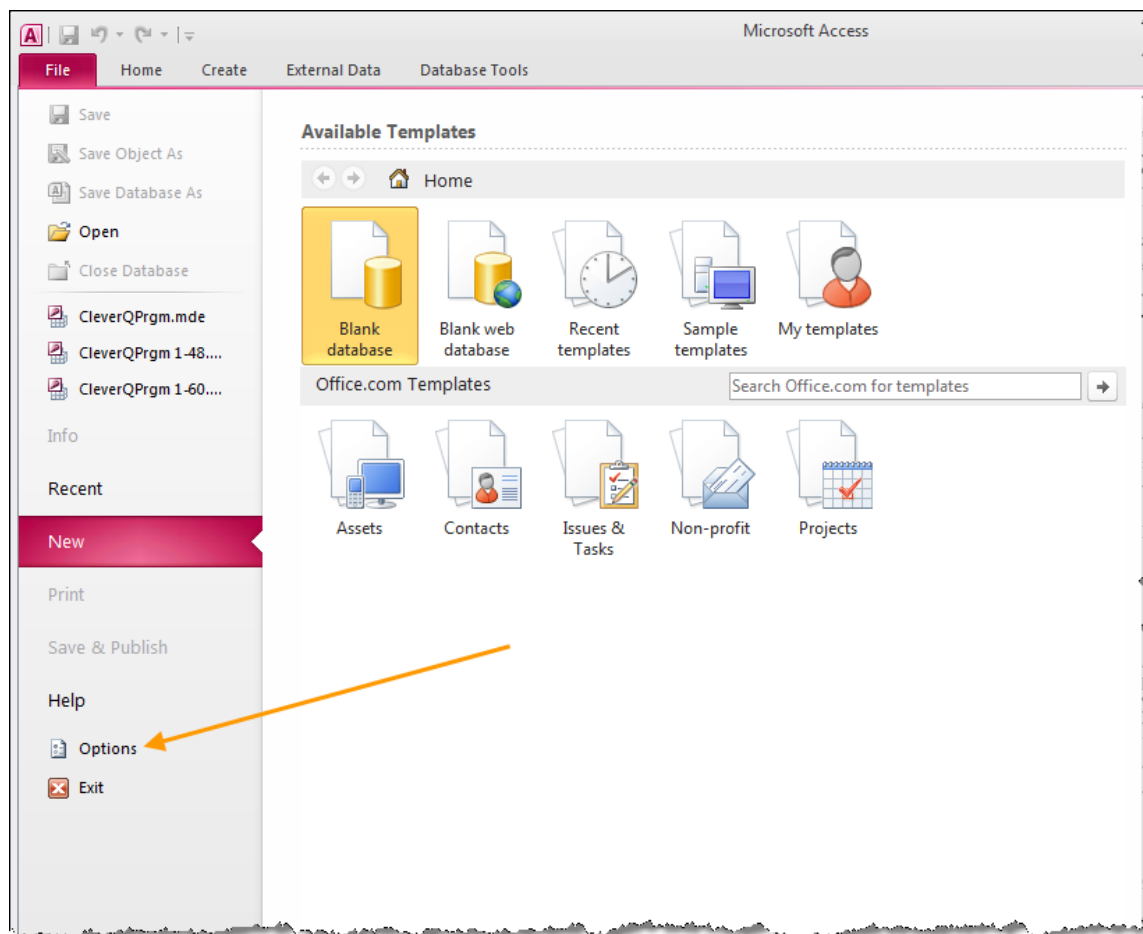 Microsoft Access
File Home Create External Data Database Tools
Save
Save Object As
Save Database As
Open
Close Database
CleverQPrgm.mde
CleverQPrgm 1-48....
CleverQPrgm 1-60....
Info
Recent
New
Print
Save & Publish
Help
Options
Exit
Available Templates
Home
Blank database
Blank web database
Recent templates
Sample templates
My templates
Office.com Templates
Search Office.com for templates
Assets
Contacts
Issues & Tasks
Non-profit
Projects